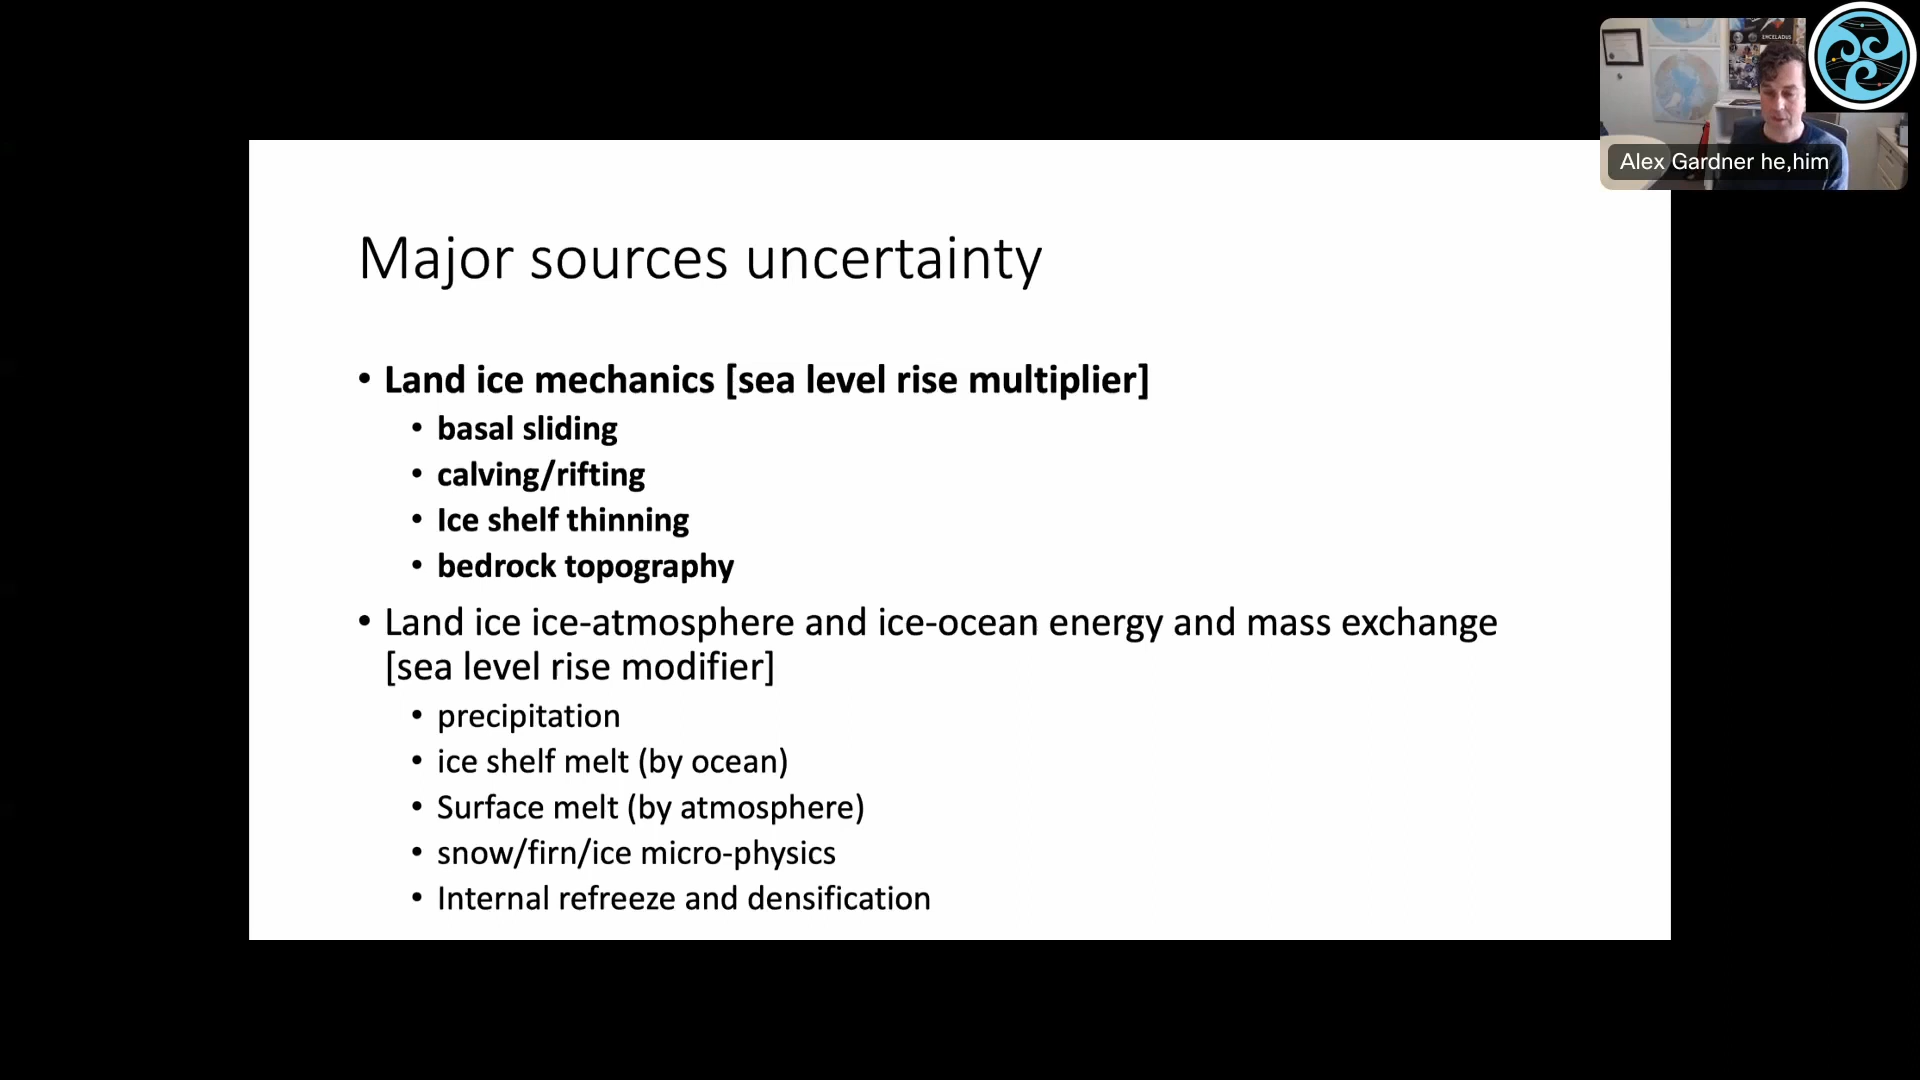 ENCELADUS
Alex Gardner he,him
Major sources uncertainty
• Land ice mechanics [sea level rise multiplier]
• basal sliding
• calving/rifting
• Ice shelf thinning
• bedrock topography
• Land ice ice-atmosphere and ice-ocean energy and mass exchange
[sea level rise modifier]
• precipitation
• ice shelf melt (by ocean)
• Surface melt (by atmosphere)
• snow/firn/ice micro-physics
• Internal refreeze and densification